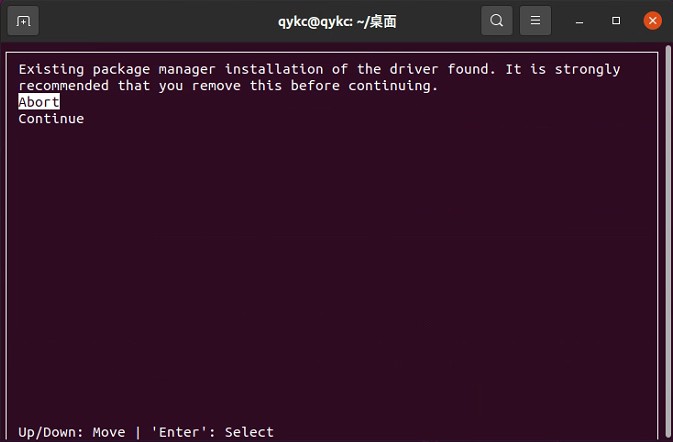 qykc@qykc: ~/桌面
Existing package manager installation of the driver found. It is strongly
recommended that you remove this before continuing.
Abort
Continue
Up/Down: Move | 'Enter': Select